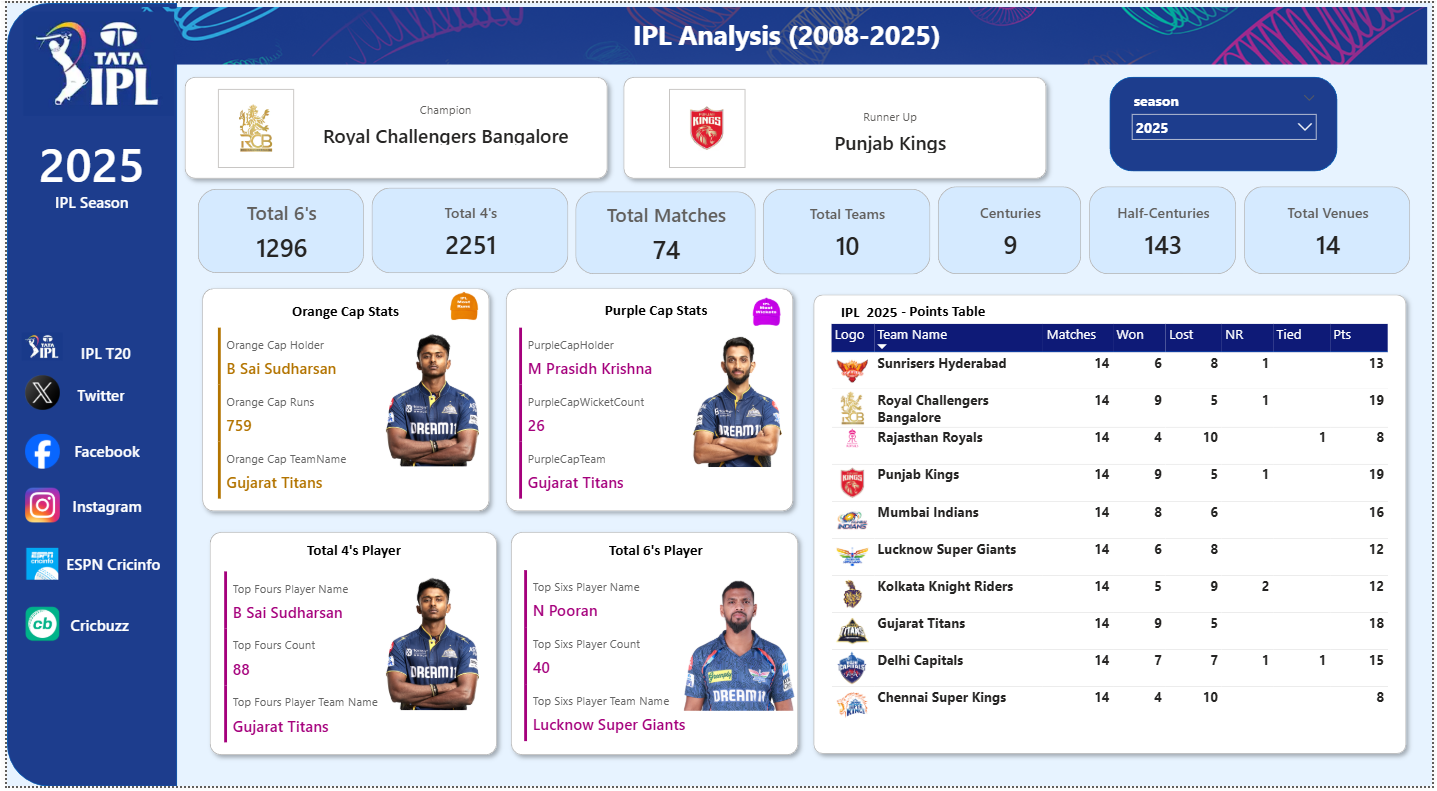 TATA
IPL
IPL Analysis (2008-2025)
2025
IPL Season
RCB
Champion
Royal Challengers Bangalore
KINGS
Runner Up
Punjab Kings
season
2025
Total 6's
1296
Total 4's
2251
Total Matches
74
Total Teams
10
Centuries
9
Half-Centuries
143
Total Venues
14
IPL T20
Twitter
Facebook
Instagram
ESPN
cricinfo
ESPN Cricinfo
cb
Cricbuzz
Orange Cap Stats
Orange Cap Holder
B Sai Sudharsan
Orange Cap Runs
759
Orange Cap TeamName
Gujarat Titans
DREAM11
Purple Cap Stats
PurpleCapHolder
M Prasidh Krishna
PurpleCapWicketCount
26
PurpleCapTeam
Gujarat Titans
DREAM11
Total 4's Player
Top Fours Player Name
B Sai Sudharsan
Top Fours Count
88
Top Fours Player Team Name
Gujarat Titans
DREAM11
Total 6's Player
Top Sixs Player Name
N Pooran
Top Sixs Player Count
40
Top Sixs Player Team Name
Lucknow Super Giants
DREAM11
IPL 2025 - Points Table
Logo Team Name Matches Won Lost NR Tied Pts
Sunrisers Hyderabad 14 6 8 1 13
Royal Challengers 14 9 5 1 19
Bangalore
Rajasthan Royals 14 4 10 1 8
Punjab Kings 14 9 5 1 19
Mumbai Indians 14 8 6 16
Lucknow Super Giants 14 6 8 12
Kolkata Knight Riders 14 5 9 2 12
Gujarat Titans 14 9 5 18
Delhi Capitals 14 7 7 1 1 15
Chennai Super Kings 14 4 10 8